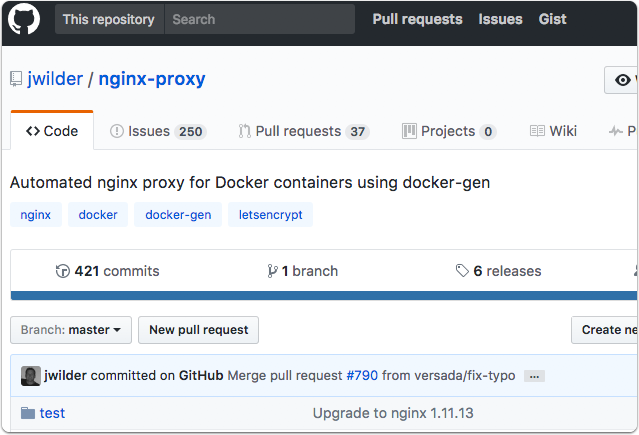 This repository Search Pull requests Issues Gist
jwilder / nginx-proxy
Code Issues 250 Pull requests 37 Projects 0 Wiki
Automated nginx proxy for Docker containers using docker-gen
nginx docker docker-gen letsencrypt
421 commits 1 branch 6 releases
Branch: master New pull request Create ne
jwilder committed on GitHub Merge pull request #790 from versada/fix-typo ...
test Upgrade to nginx 1.11.13